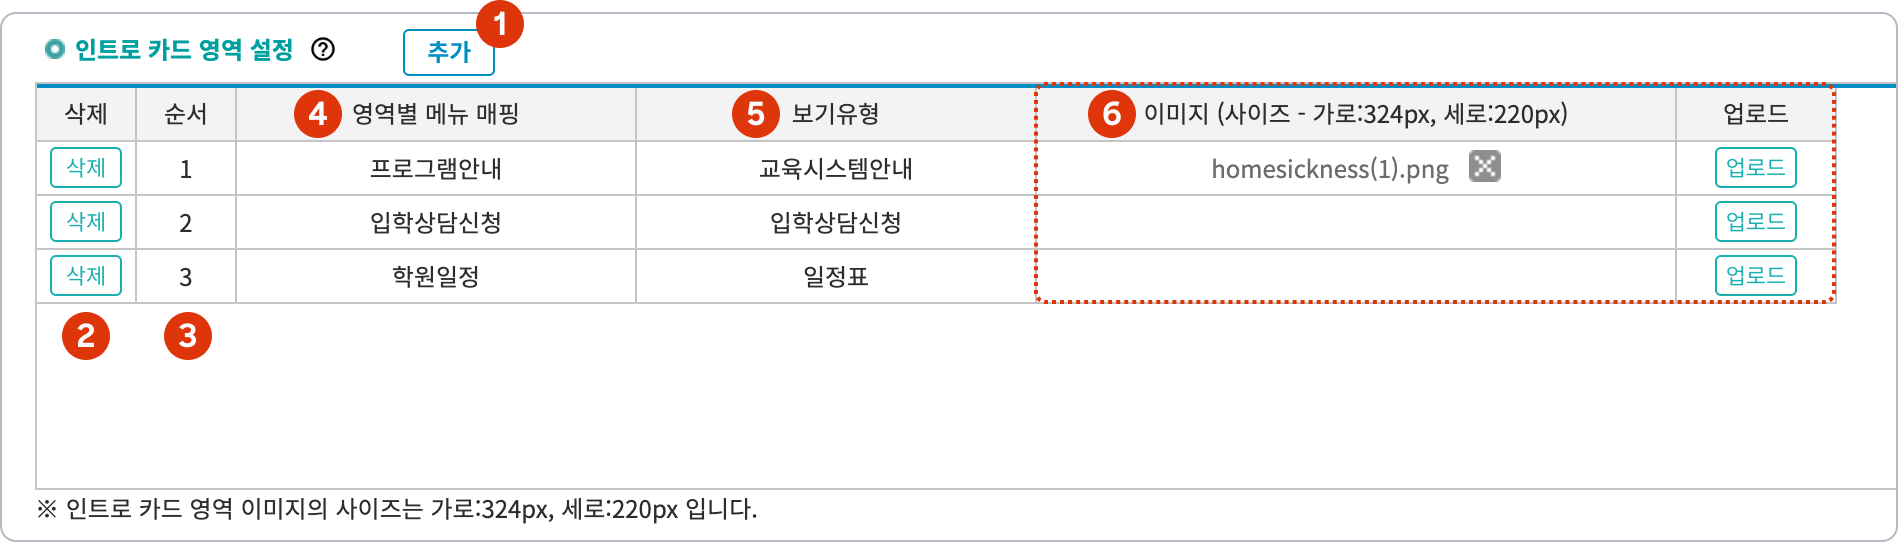 인트로 카드 영역 설정 ? 추가 1
삭제 순서 4 영역별 메뉴 매핑 5 보기유형 6 이미지 (사이즈 - 가로:324px, 세로:220px) 업로드
삭제 1 프로그램안내 교육시스템안내 homesickness(1).png 업로드
삭제 2 입학상담신청 입학상담신청 업로드
삭제 3 학원일정 일정표 업로드
2 3
※ 인트로 카드 영역 이미지의 사이즈는 가로:324px, 세로:220px 입니다.